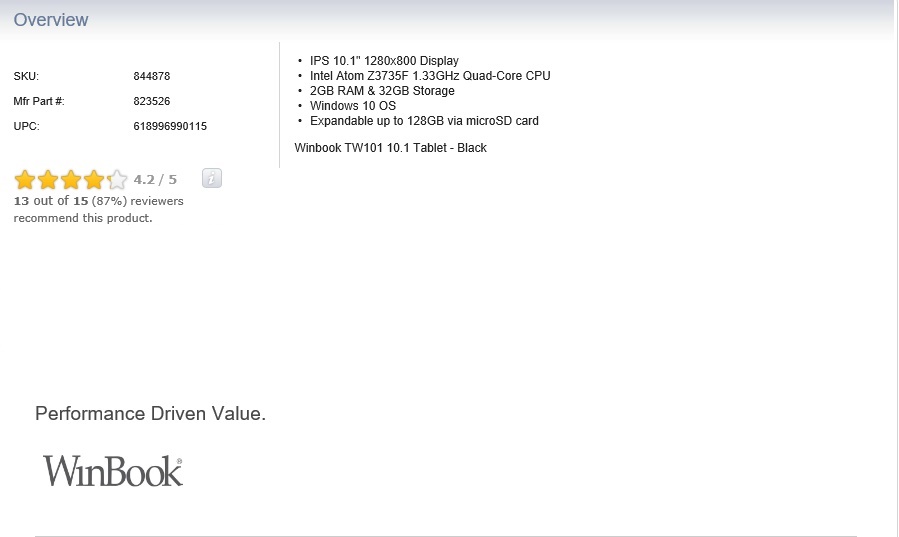 Overview
SKU: 844878
Mfr Part #: 823526
UPC: 618996990115
4.2 / 5
13 out of 15 (87%) reviewers
recommend this product.
• IPS 10.1" 1280x800 Display
• Intel Atom Z3735F 1.33GHz Quad-Core CPU
• 2GB RAM & 32GB Storage
• Windows 10 OS
• Expandable up to 128GB via microSD card
Winbook TW101 10.1 Tablet - Black
Performance Driven Value.
WinBook®